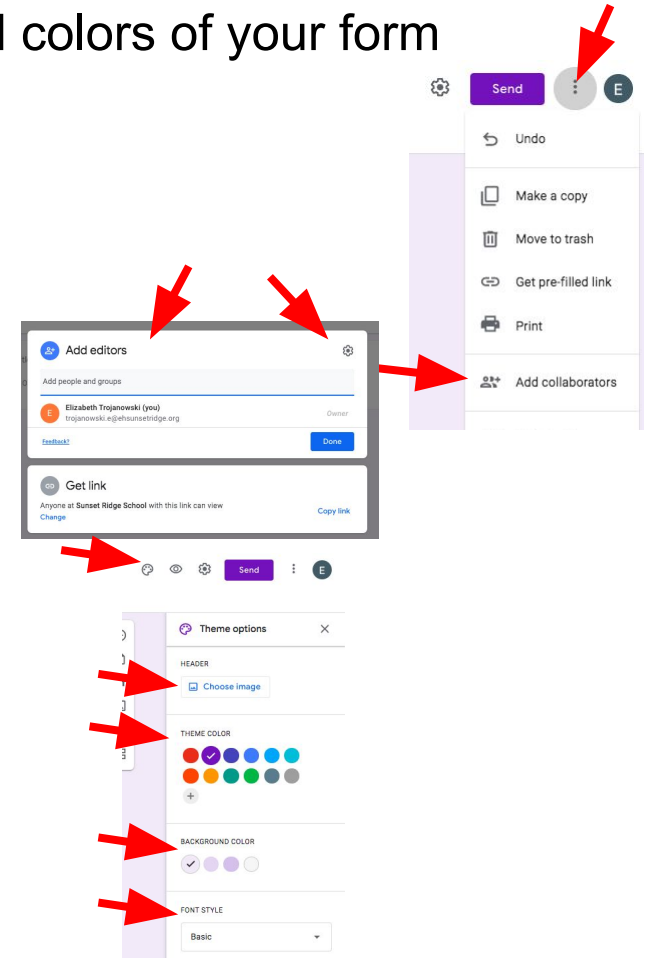 colors of your form
Send
E
Undo
Make a copy
Move to trash
Get pre-filled link
Print
Add collaborators
Add editors
Add people and groups
E
Elizabeth Trojanowski (you)
trojanowski.e@ehsunsetridge.org
Owner
Feedback?
Done
Get link
Anyone at Sunset Ridge School with this link can view
Change
Copy link
Send
E
Theme options
HEADER
Choose image
THEME COLOR
BACKGROUND COLOR
FONT STYLE
Basic